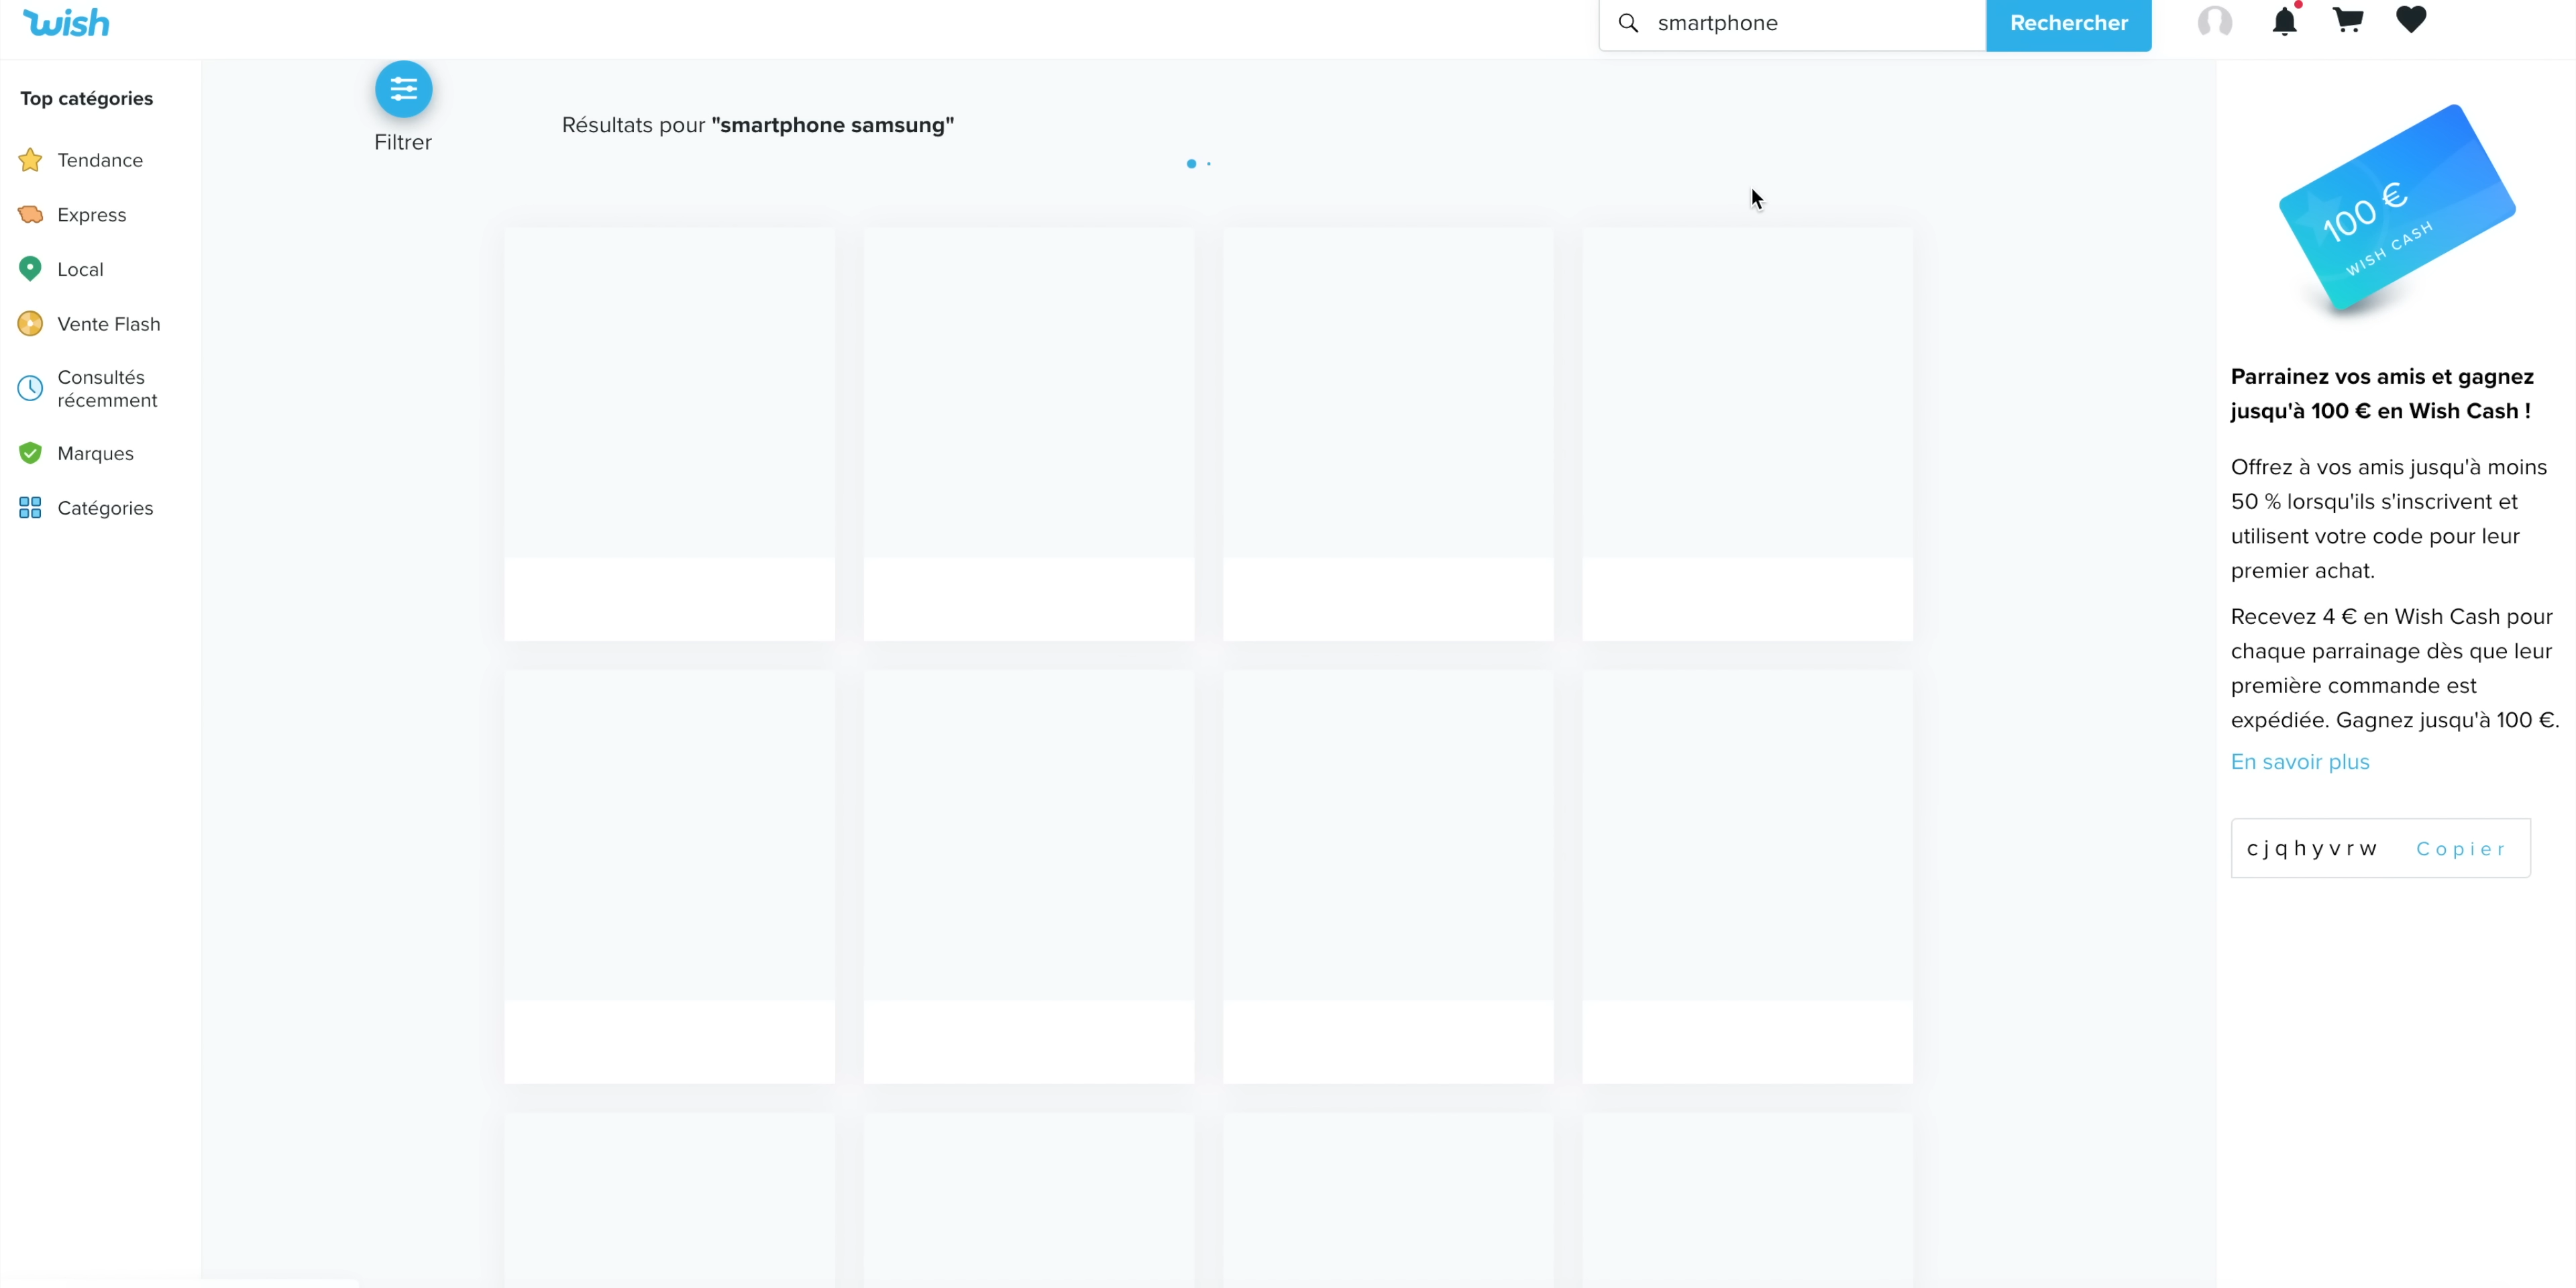 wish
smartphone
Rechercher
Top catégories
Tendance
Express
Local
Vente Flash
Consultés
récemment
Marques
Catégories
Filtrer
Résultats pour "smartphone samsung"
100 €
WISH CASH
Parrainez vos amis et gagnez
jusqu'à 100 € en Wish Cash !
Offrez à vos amis jusqu'à moins
50 % lorsqu'ils s'inscrivent et
utilisent votre code pour leur
premier achat.
Recevez 4 € en Wish Cash pour
chaque parrainage dès que leur
première commande est
expédiée. Gagnez jusqu'à 100 €.
En savoir plus
cjqhyvrw Copier